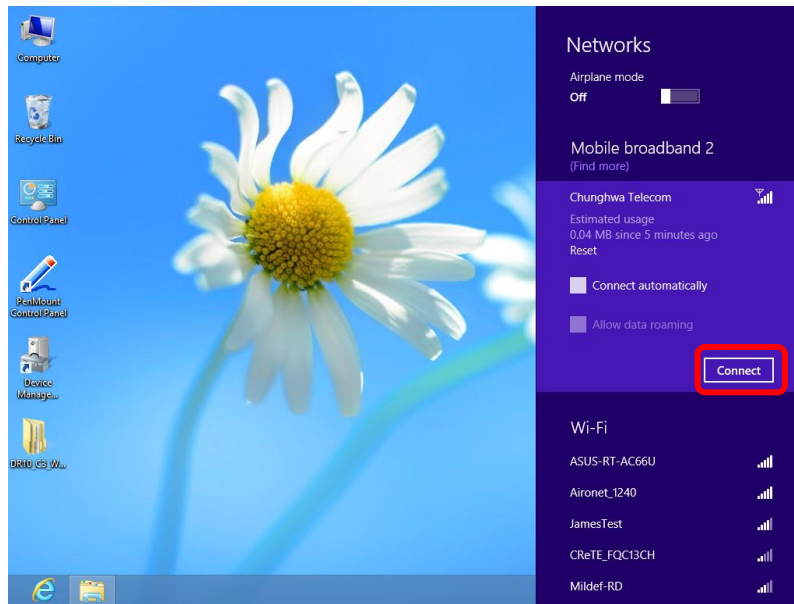 Computer
Recycle Bin
Control Panel
PenMount
Control Panel
Device
Manage...
DR10_C3_W...
Networks
Airplane mode
Off
Mobile broadband 2
(Find more)
Chunghwa Telecom
Estimated usage
0.04 MB since 5 minutes ago
Reset
Connect automatically
Allow data roaming
Connect
Wi-Fi
ASUS-RT-AC66U
Aironet_1240
JamesTest
CReTE_FQC13CH
Mildef-RD